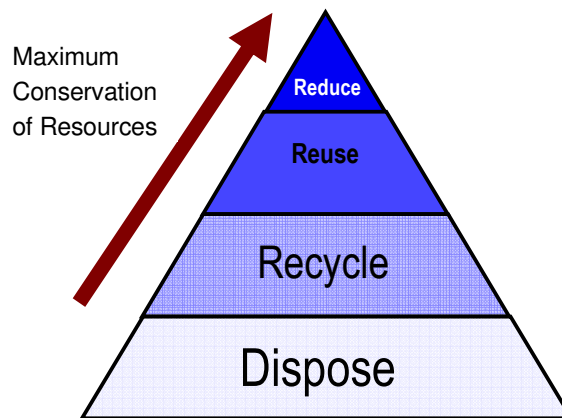 Maximum
Conservation
of Resources
Reduce
Reuse
Recycle
Dispose